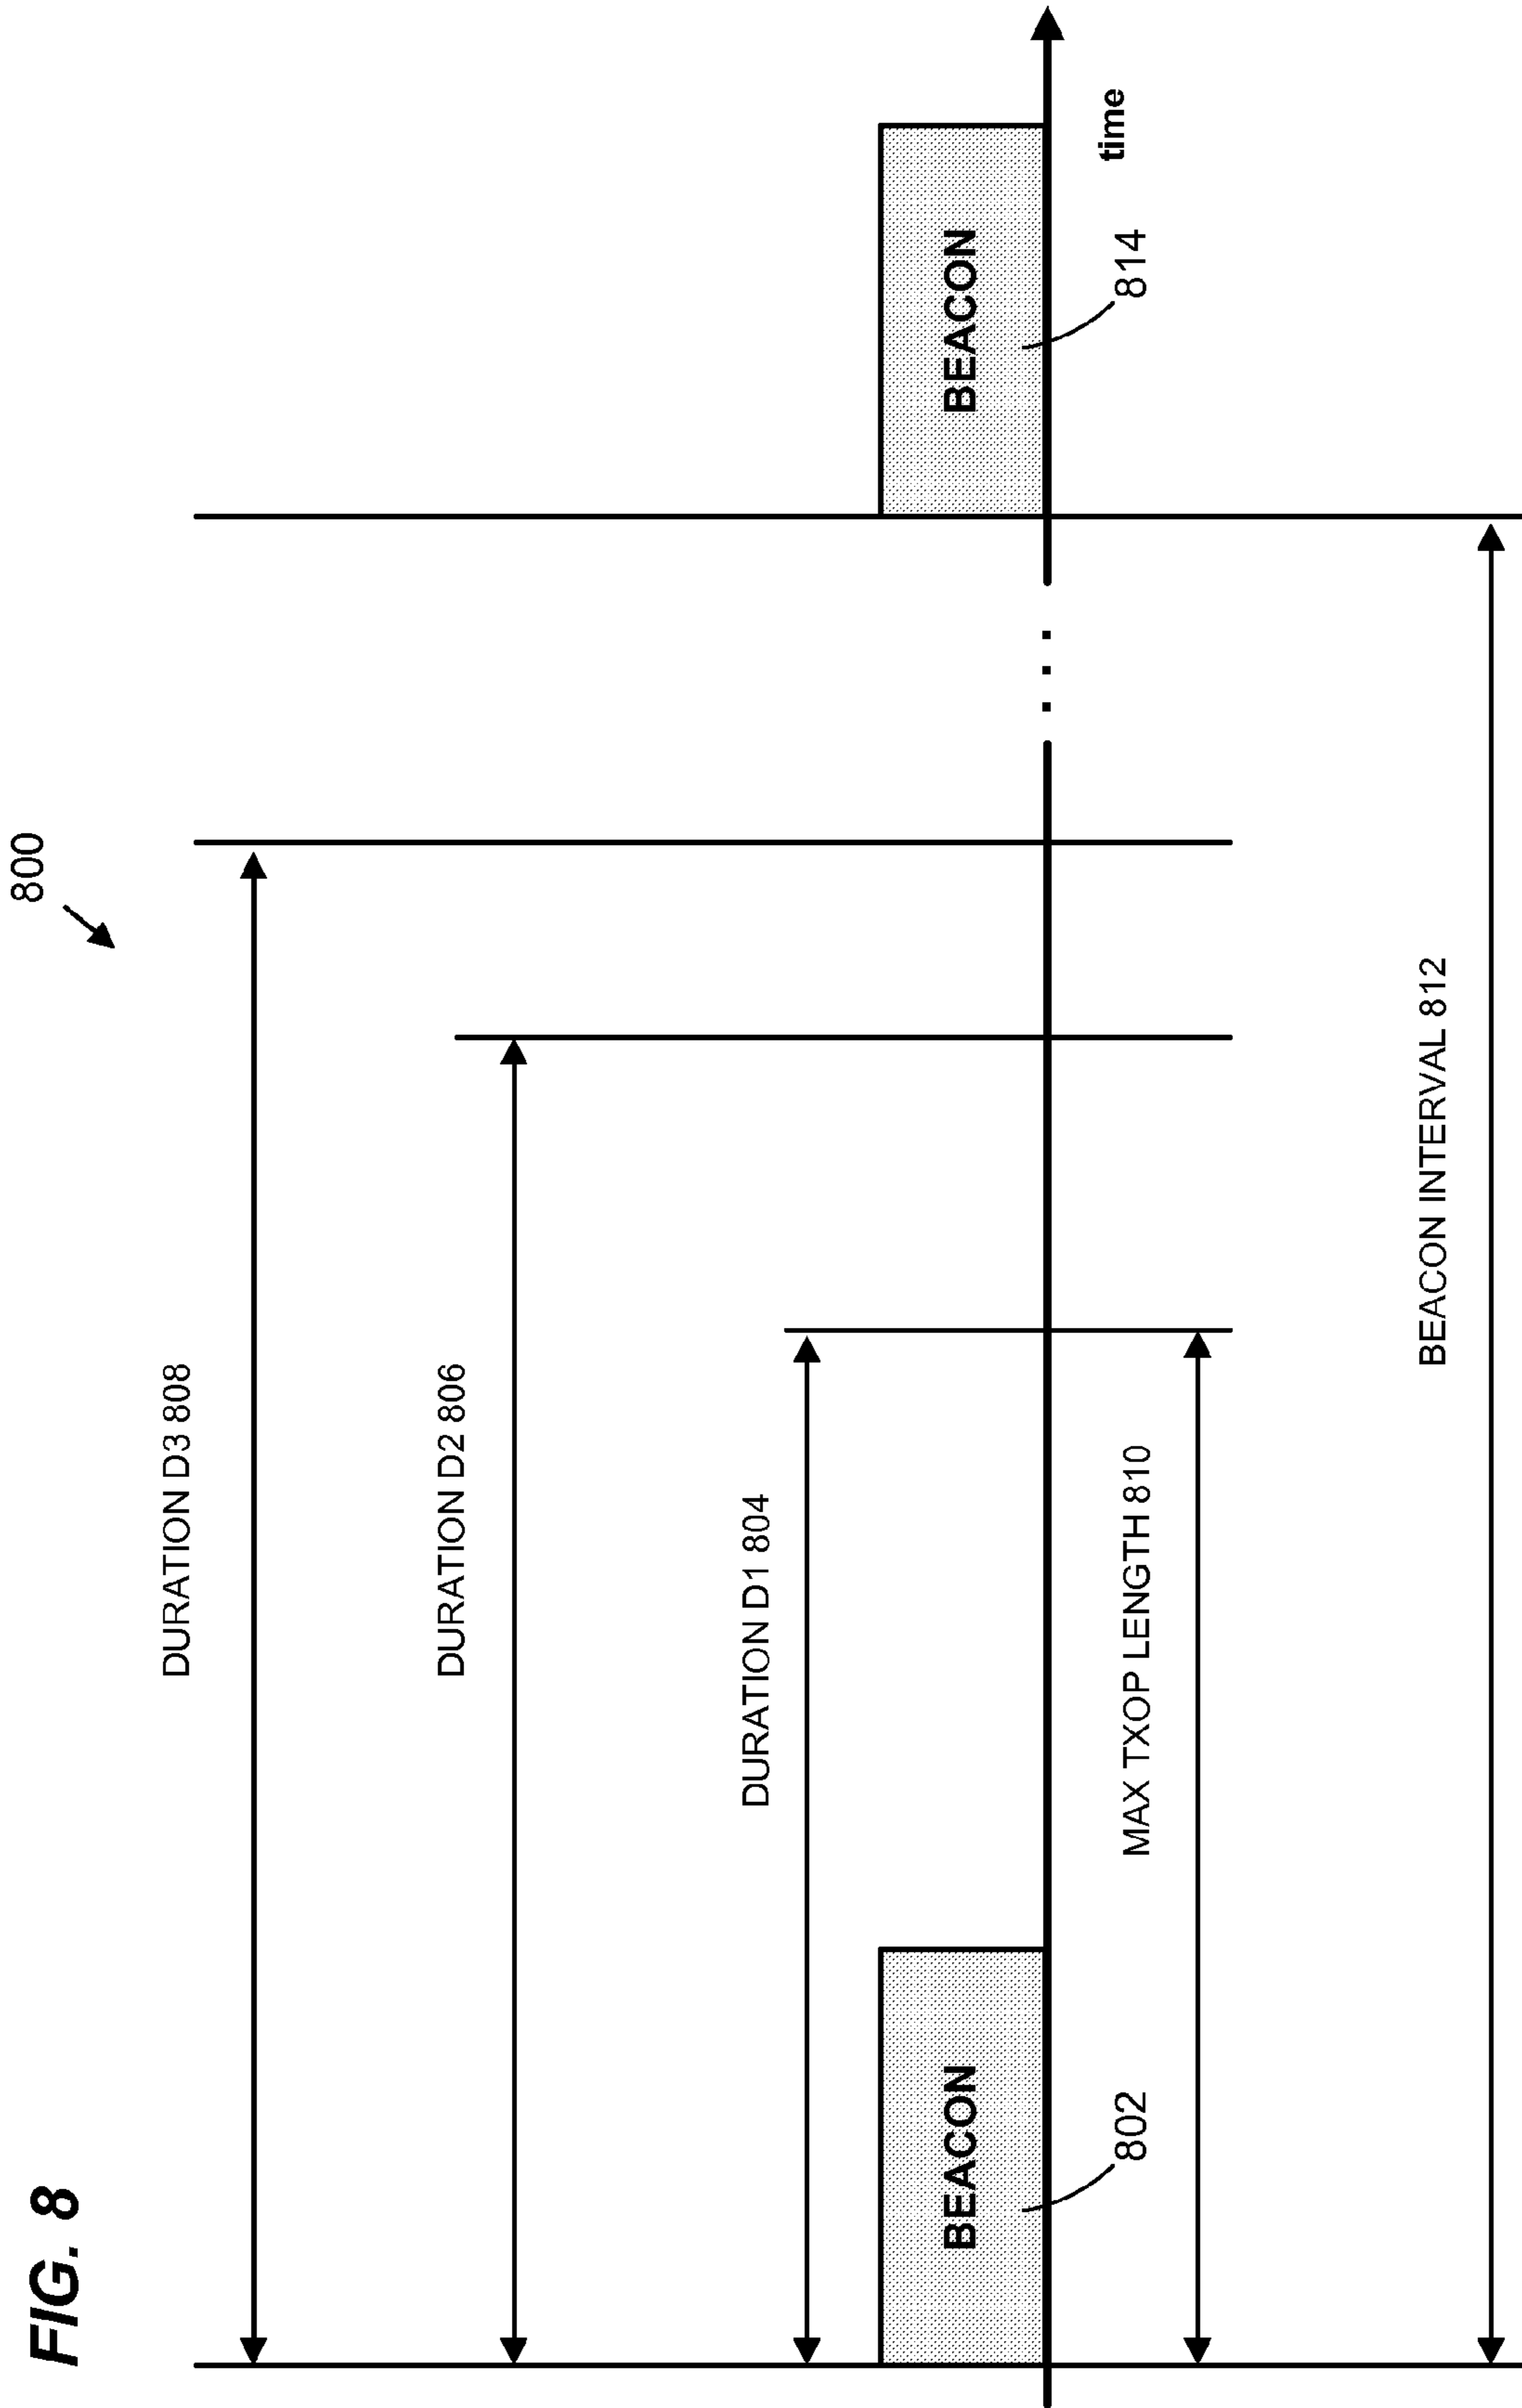 FIG. 8
800
DURATION D3 808
DURATION D2 806
DURATION D1 804
BEACON
BEACON
802
MAX TXOP LENGTH 810
814
time
BEACON INTERVAL 812